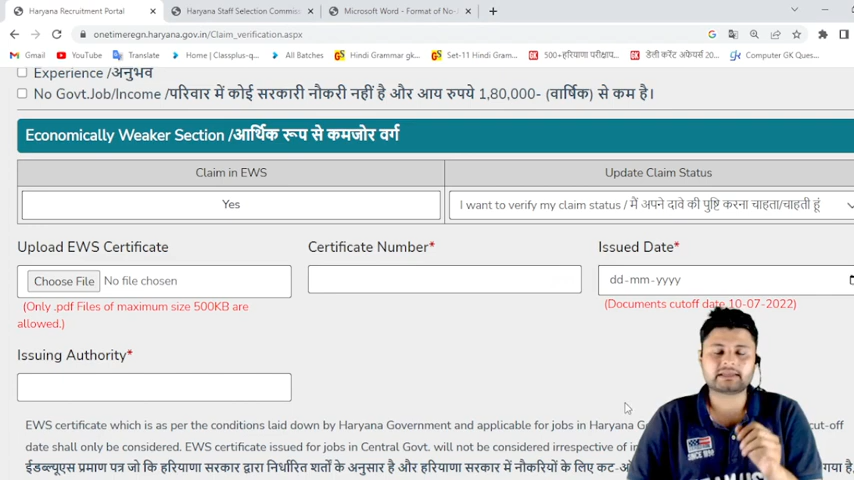 Haryana Recruitment Portal
Haryana Staff Selection Commiss
Microsoft Word - Format of No-J
onetimeregn.haryana.gov.in/Claim_verification.aspx
Gmail
YouTube
Translate
Home | Classplus-q...
All Batches
Hindi Grammar gk...
Set-11 Hindi Gram...
500+हरियाणा परीक्षाप...
डेली करेंट अफेयर्स 20...
Computer GK Ques...
Experience /अनुभव
No Govt.Job/Income /परिवार में कोई सरकारी नौकरी नहीं है और आय रुपये 1,80,000- (वार्षिक) से कम है।
Economically Weaker Section /आर्थिक रूप से कमजोर वर्ग
Claim in EWS
Update Claim Status
Yes
I want to verify my claim status / मैं अपने दावे की पुष्टि करना चाहता/चाहती हूं
Upload EWS Certificate
Certificate Number*
Issued Date*
Choose File No file chosen
dd-mm-yyyy
(Only .pdf Files of maximum size 500KB are
allowed.)
(Documents cutoff date 10-07-2022)
Issuing Authority*
EWS certificate which is as per the conditions laid down by Haryana Government and applicable for jobs in Haryana Go cut-off
date shall only be considered. EWS certificate issued for jobs in Central Govt. will not be considered irrespective of
ईडब्ल्यूएस प्रमाण पत्र जो कि हरियाणा सरकार द्वारा निर्धारित शर्तों के अनुसार है और हरियाणा सरकार में नौकरियों के लिए कट-ओ गया है,
SINCE